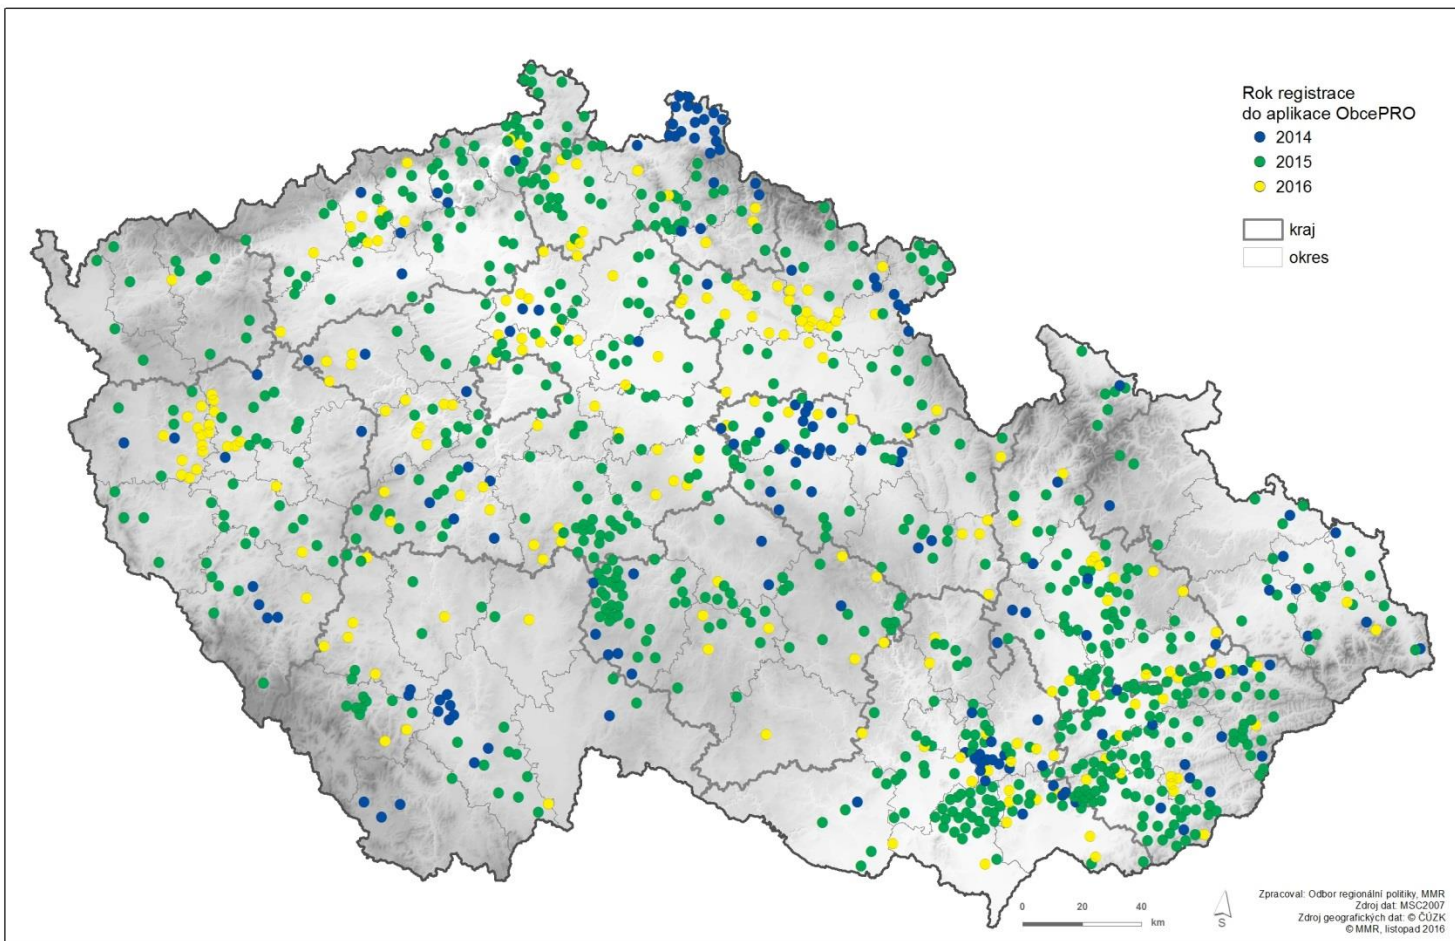 Rok registrace
do aplikace ObcePRO
2014
2015
2016
kraj
okres
0 20 40
km
S
Zpracoval: Odbor regionální politiky, MMR
Zdroj dat: MSC2007
Zdroj geografických dat: © ČÚZK
© MMR, listopad 2016